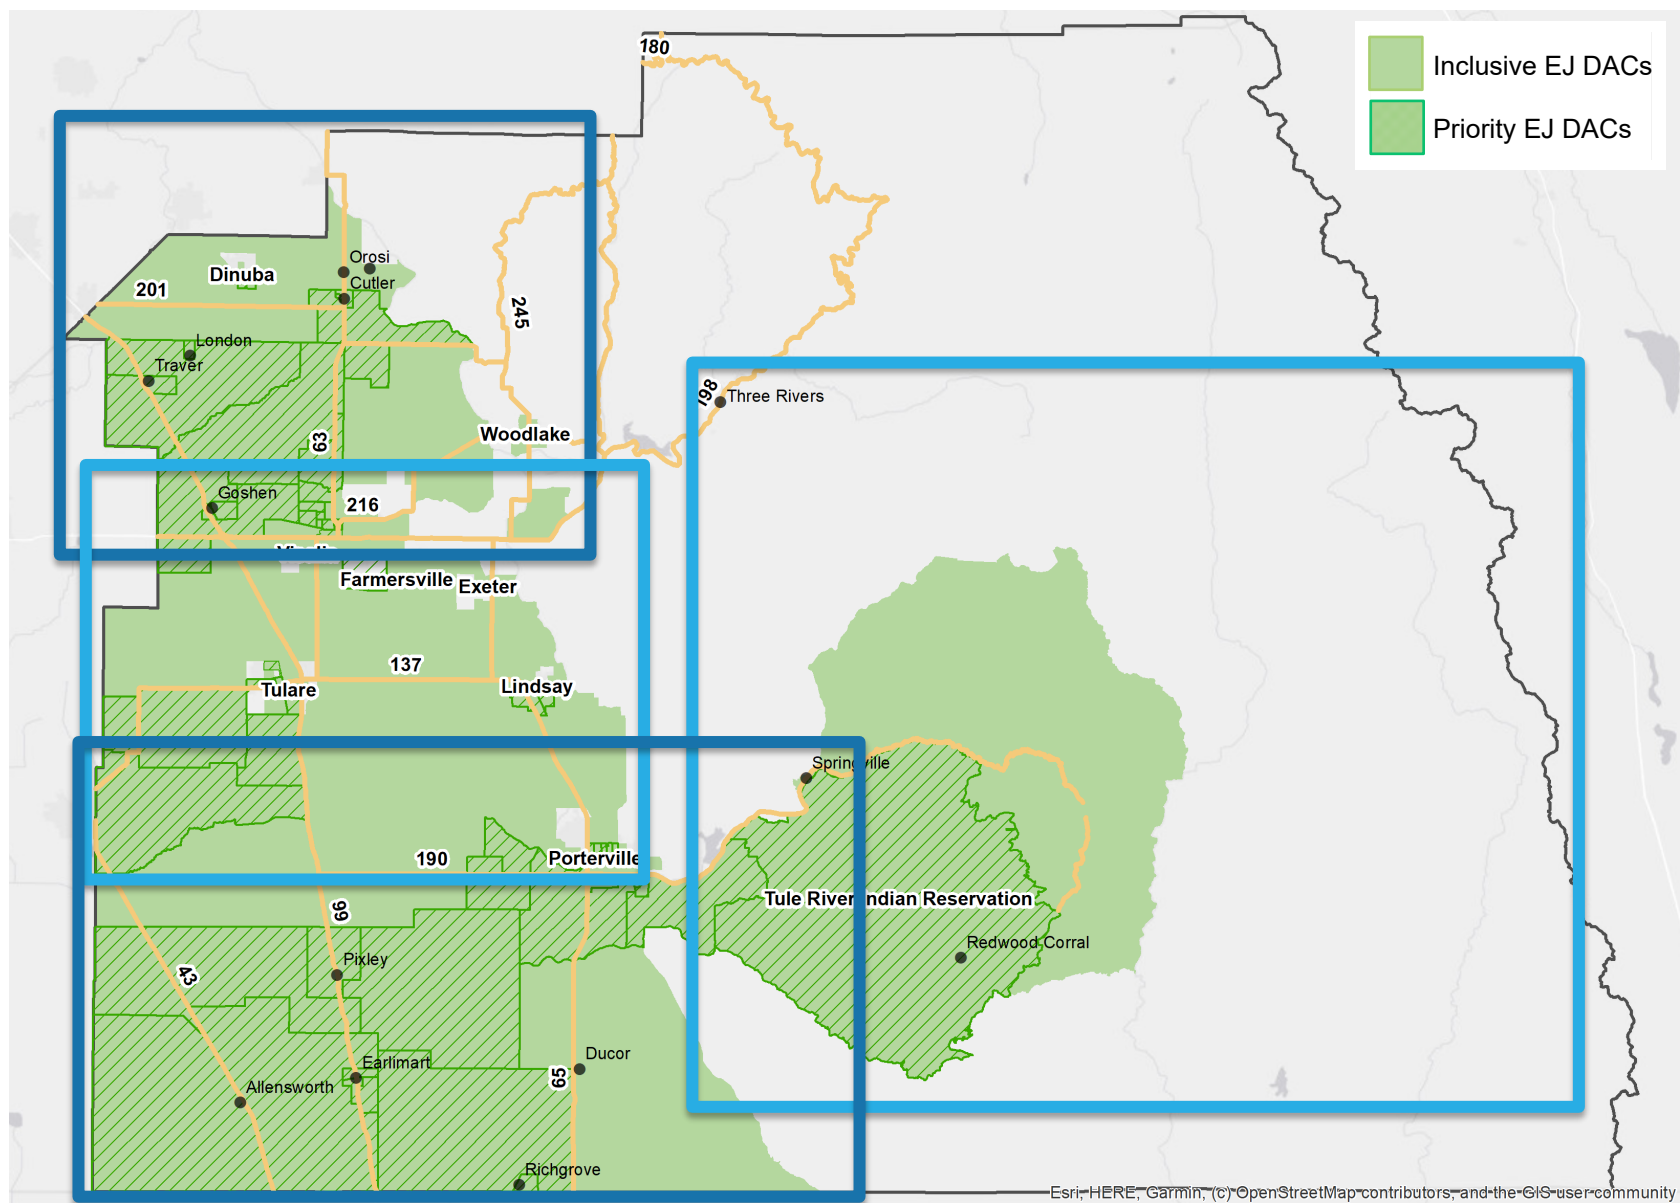 180
Inclusive EJ DACs
Priority EJ DACs
Orosi
Dinuba
Cutler
201
245
London
Traver
198
Three Rivers
Woodlake
63
Goshen
216
Farmersville
Exeter
137
Tulare
Lindsay
Springville
190
Porterville
Tule River Indian Reservation
99
Redwood Corral
Pixley
43
Ducor
Earlimart
65
Allensworth
Richgrove
Esri, HERE, Garmin, (c) OpenStreetMap contributors, and the GIS user community